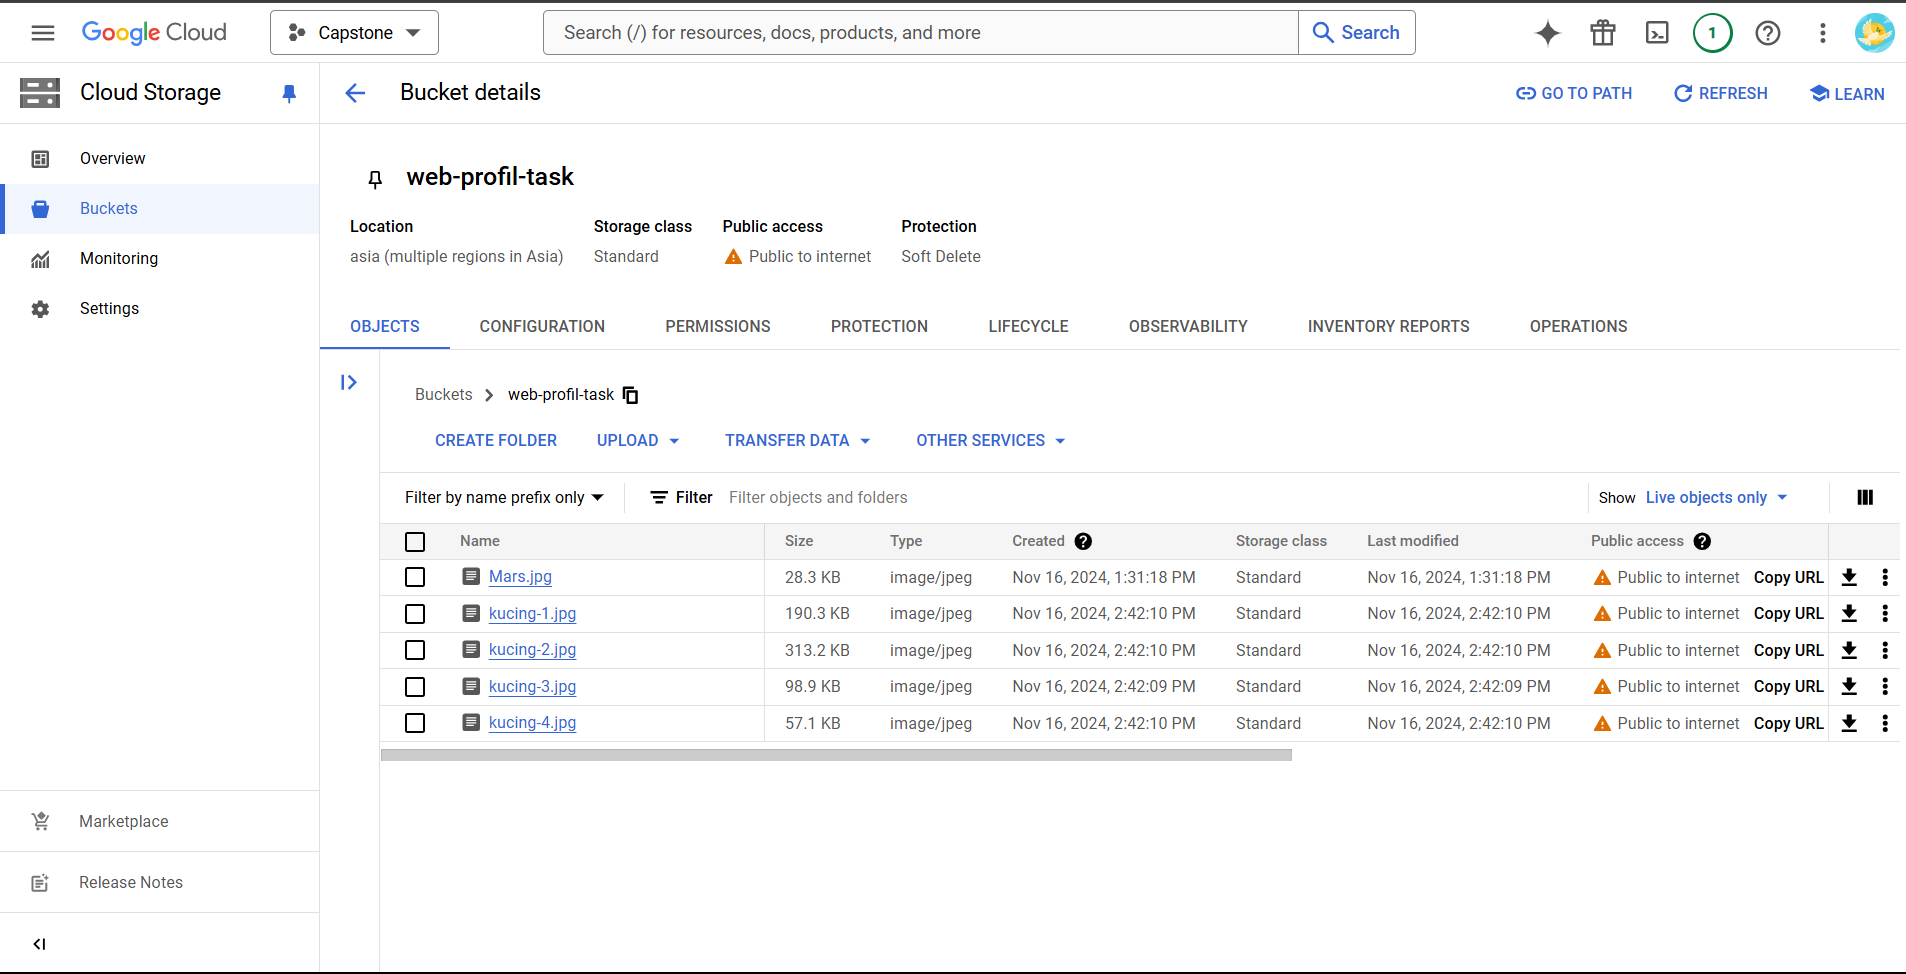 Google Cloud
Capstone
Search (/) for resources, docs, products, and more
Search
1
Cloud Storage
Bucket details
GO TO PATH
REFRESH
LEARN
Overview
Buckets
Monitoring
Settings
Marketplace
Release Notes
web-profil-task
Location Storage class Public access Protection
asia (multiple regions in Asia) Standard Public to internet Soft Delete
OBJECTS CONFIGURATION PERMISSIONS PROTECTION LIFECYCLE OBSERVABILITY INVENTORY REPORTS OPERATIONS
Buckets web-profil-task
CREATE FOLDER UPLOAD TRANSFER DATA OTHER SERVICES
Filter by name prefix only Filter Filter objects and folders Show Live objects only
Name Size Type Created Storage class Last modified Public access
Mars.jpg 28.3 KB image/jpeg Nov 16, 2024, 1:31:18 PM Standard Nov 16, 2024, 1:31:18 PM Public to internet Copy URL
kucing-1.jpg 190.3 KB image/jpeg Nov 16, 2024, 2:42:10 PM Standard Nov 16, 2024, 2:42:10 PM Public to internet Copy URL
kucing-2.jpg 313.2 KB image/jpeg Nov 16, 2024, 2:42:10 PM Standard Nov 16, 2024, 2:42:10 PM Public to internet Copy URL
kucing-3.jpg 98.9 KB image/jpeg Nov 16, 2024, 2:42:09 PM Standard Nov 16, 2024, 2:42:09 PM Public to internet Copy URL
kucing-4.jpg 57.1 KB image/jpeg Nov 16, 2024, 2:42:10 PM Standard Nov 16, 2024, 2:42:10 PM Public to internet Copy URL